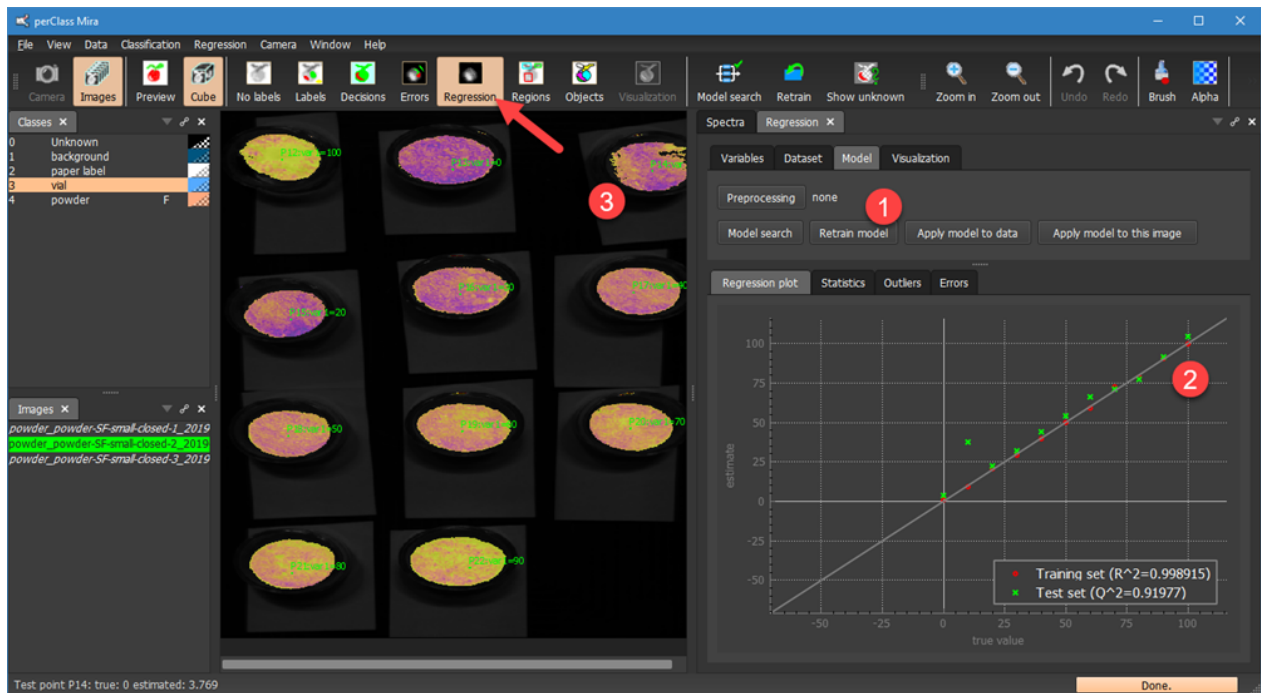 perClass Mira
File View Data Classification Regression Camera Window Help
Camera Images Preview Cube No labels Labels Decisions Errors Regression Regions Objects Visualization Model search Retrain Show unknown Zoom in Zoom out Undo Redo Brush Alpha
Classes
0 Unknown
1 background
2 paper label
3 vial
4 powder F
Images
powder_powder-SF-small-closed-1_2019
powder_powder-SF-small-closed-2_2019
powder_powder-SF-small-closed-3_2019
3
Spectra Regression
Variables Dataset Model Visualization
Preprocessing none
1
Model search Retrain model Apply model to data Apply model to this image
Regression plot Statistics Outliers Errors
100
75
50
25
0
-25
-50
estimate
2
Training set (R^2=0.998915)
Test set (Q^2=0.91977)
-50 -25 0 25 50 75 100
true value
Test point P14: true: 0 estimated: 3.769
Done.